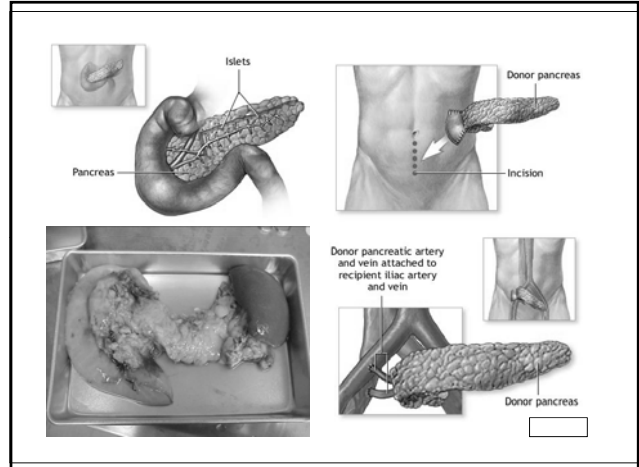 Islets
Pancreas
Donor pancreas
Incision
Donor pancreatic artery
and vein attached to
recipient iliac artery
and vein
Donor pancreas